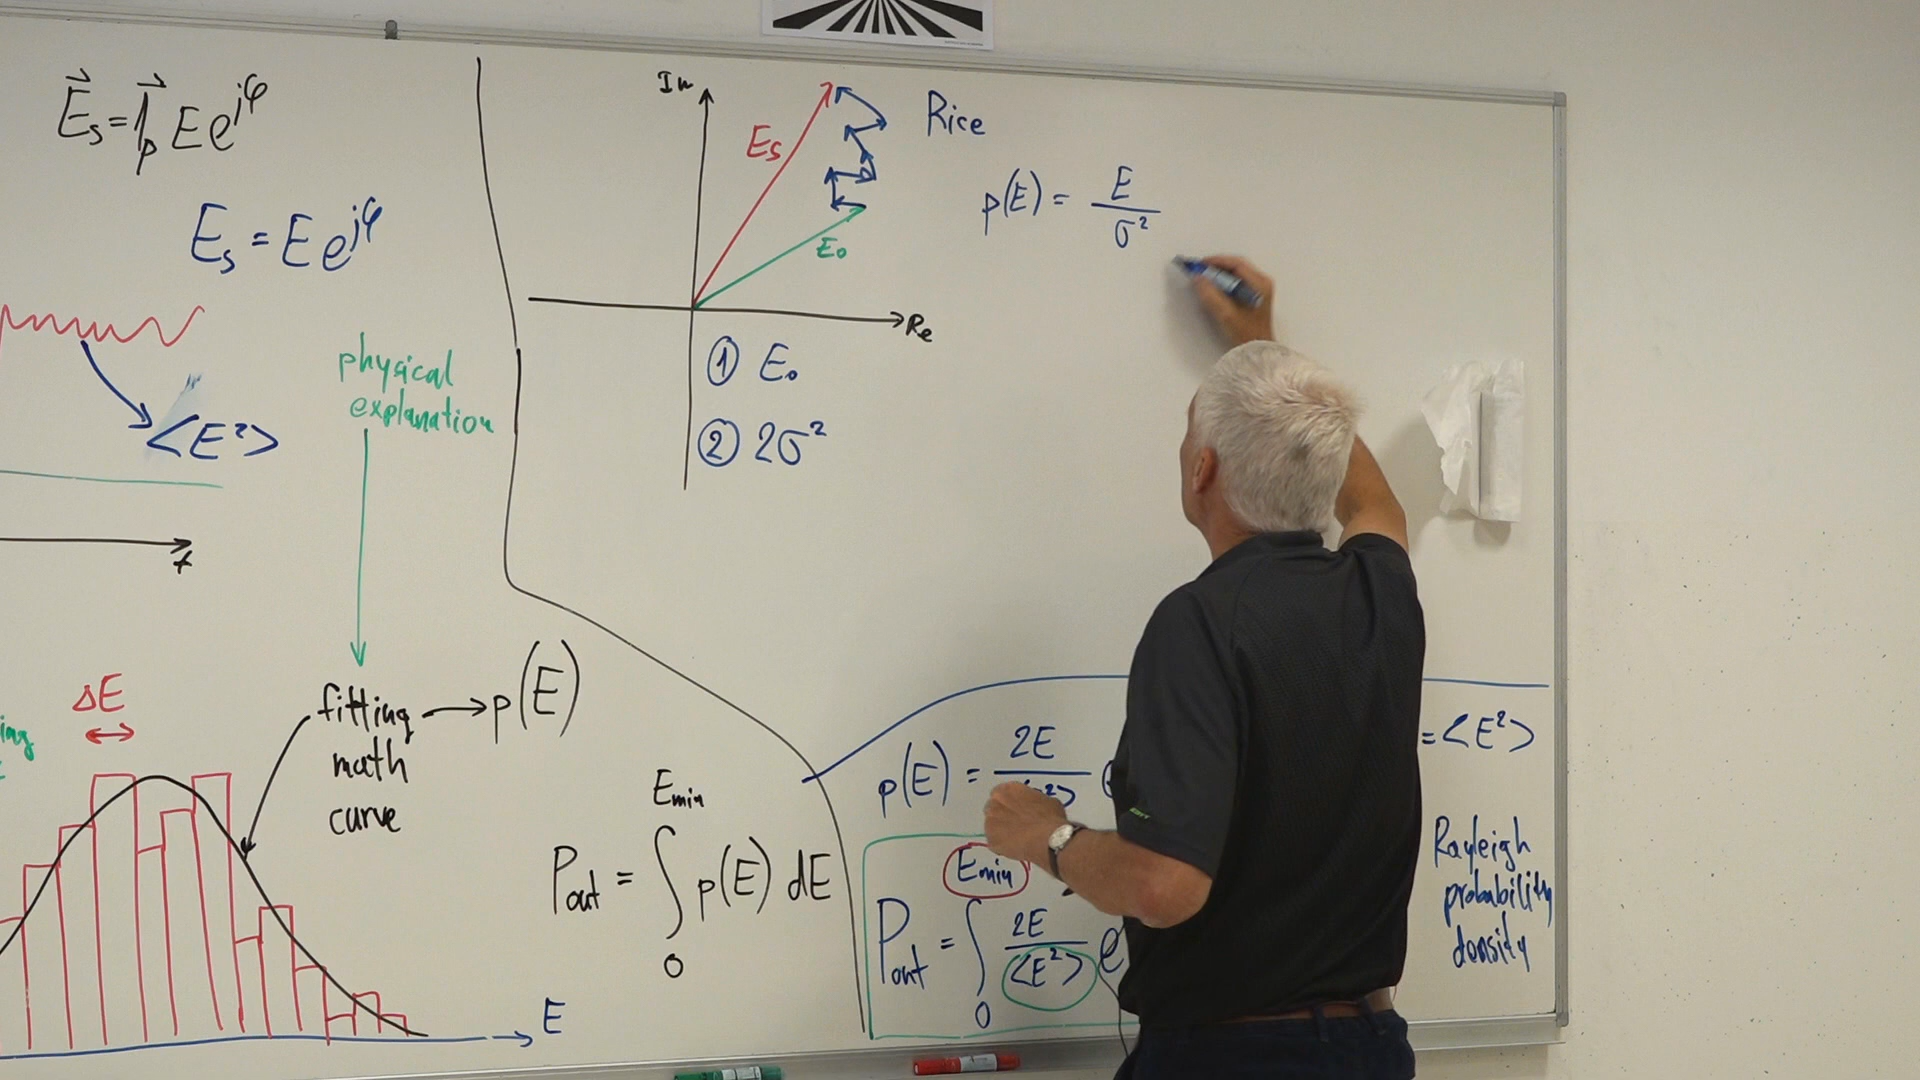 E⃗s = 1⃗p E e^jφ
Es = E e^jφ
<E²>
t
physical
explanation
ΔE
fitting
math
curve
p(E)
E
Im
Es
E₀
Re
Rice
p(E) = E/σ²
① E₀
② 2σ²
Pout = ∫₀^Emin p(E) dE
p(E) = 2E
= <E²>
Pout = ∫₀^Emin 2E/<E²> e
Rayleigh
probability
density